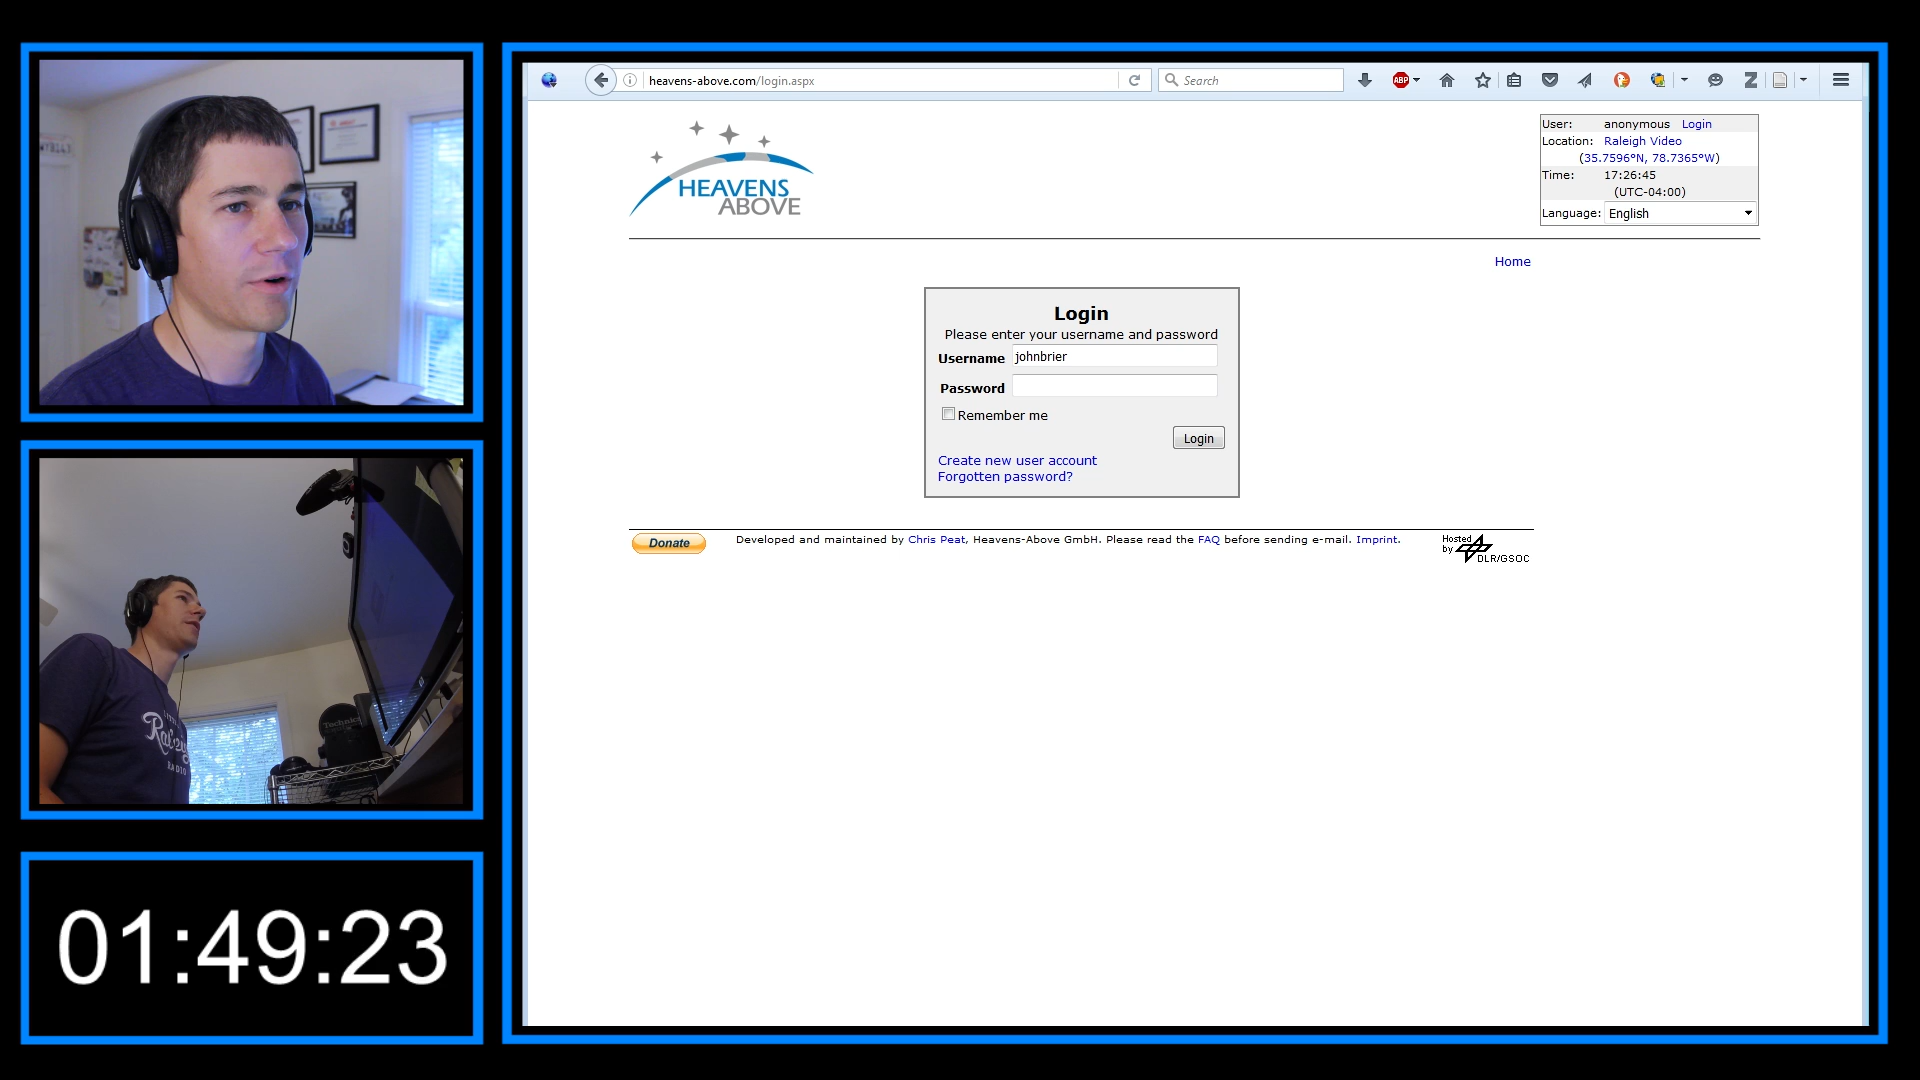 heavens-above.com/login.aspx
Search
ABP
HEAVENS
ABOVE
User: anonymous Login
Location: Raleigh Video
(35.7596°N, 78.7365°W)
Time: 17:26:45
(UTC-04:00)
Language: English
Home
Login
Please enter your username and password
Username johnbrier
Password
Remember me
Login
Create new user account
Forgotten password?
Donate
Developed and maintained by Chris Peat, Heavens-Above GmbH. Please read the FAQ before sending e-mail. Imprint.
Hosted
by
DLR/GSOC
Technics
RADIO
01:49:23